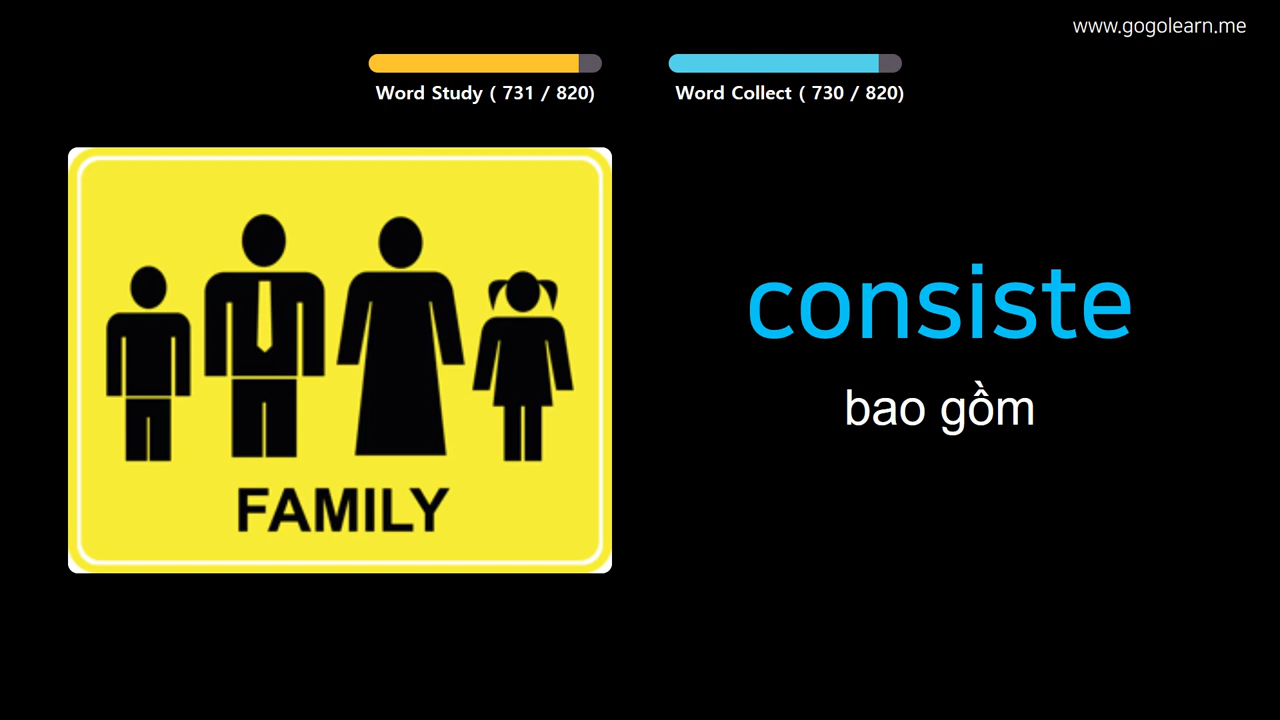 www.gogolearn.me
Word Study ( 731 / 820)
Word Collect ( 730 / 820)
FAMILY
consiste
bao gồm